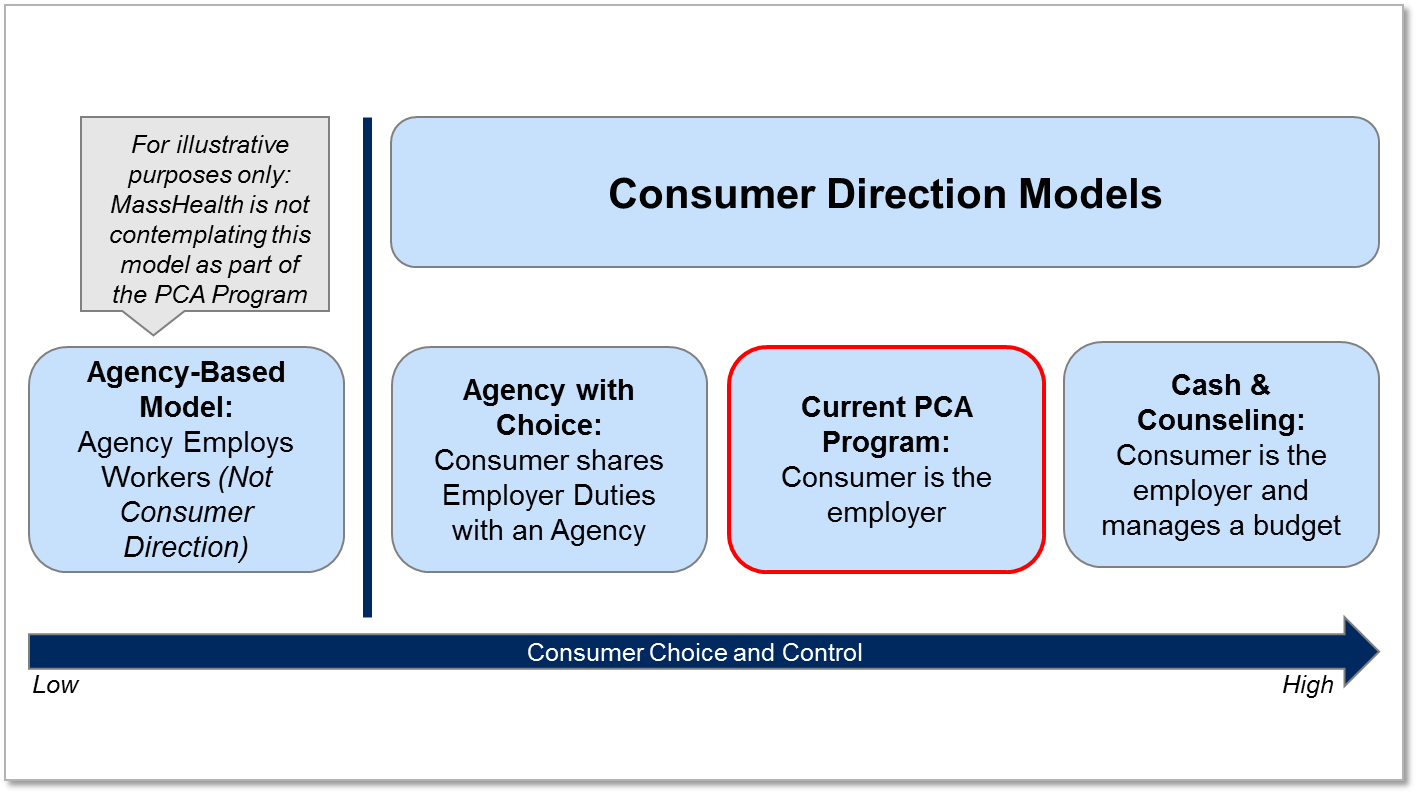 For illustrative
purposes only:
MassHealth is not
contemplating this
model as part of
the PCA Program
Consumer Direction Models
Agency-Based
Model:
Agency Employs
Workers (Not
Consumer
Direction)
Agency with
Choice:
Consumer shares
Employer Duties
with an Agency
Current PCA
Program:
Consumer is the
employer
Cash &
Counseling:
Consumer is the
employer and
manages a budget
Consumer Choice and Control
Low
High